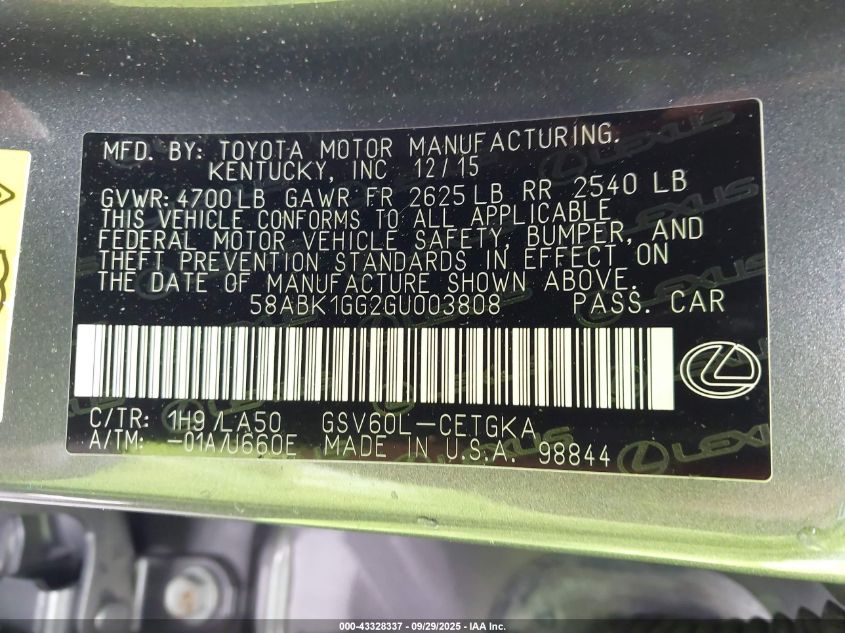 MFD. BY: TOYOTA MOTOR MANUFACTURING.
KENTUCKY, INC 12/15
GVWR: 4700 LB GAWR FR 2625 LB RR 2540 LB
THIS VEHICLE CONFORMS TO ALL APPLICABLE
FEDERAL MOTOR VEHICLE SAFETY, BUMPER, AND
THEFT PREVENTION STANDARDS IN EFFECT ON
THE DATE OF MANUFACTURE SHOWN ABOVE.
58ABK1GG2GU003808 PASS. CAR
C/TR: 1H9/LA50 GSV60L-CETGKA
A/TM: -01A/U660E MADE IN U.S.A. 98844
LEXUS
000-43328337 - 09/29/2025 - IAA Inc.